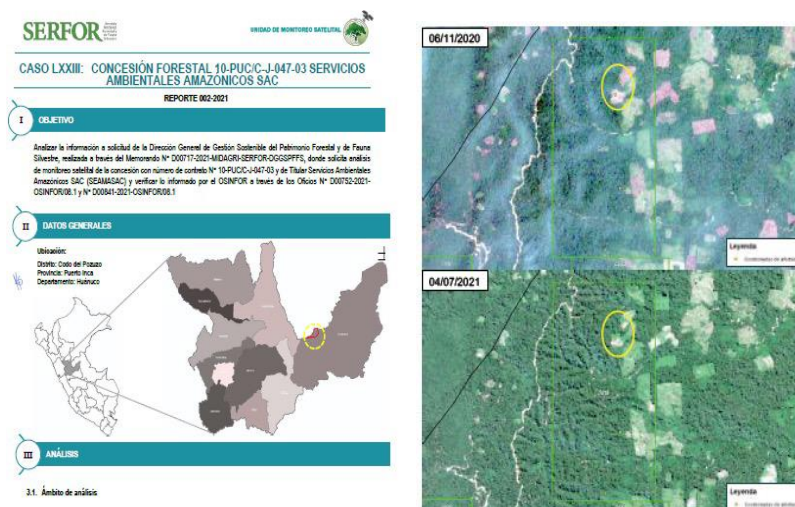 SERFOR
UNIDAD DE MONITOREO SATELITAL
CASO LXXIII: CONCESIÓN FORESTAL 10-PUC/C-J-047-03 SERVICIOS
AMBIENTALES AMAZÓNICOS SAC
REPORTE 002-2021
I OBJETIVO
Analizar la información a solicitud de la Dirección General de Gestión Sostenible del Patrimonio Forestal y de Fauna
Silvestre, realizada a través del Memorando N° D00717-2021-MIDAGRI-SERFOR-DGGSPFFS, donde solicita análisis
de monitoreo satelital de la concesión con número de contrato N° 10-PUC/C-J-047-03 y de Titular Servicios Ambientales
Amazónicos SAC (SEAMASAC) y verificar lo informado por el OSINFOR a través de los Oficios N° D00752-2021-
OSINFOR/08.1 y N° D00841-2021-OSINFOR/08.1
II DATOS GENERALES
Ubicación:
Distrito: Codo del Pozuzo
Provincia: Puerto Inca
Departamento: Huánuco
III ANÁLISIS
3.1. Ámbito de análisis
06/11/2020
Leyenda
04/07/2021
Leyenda